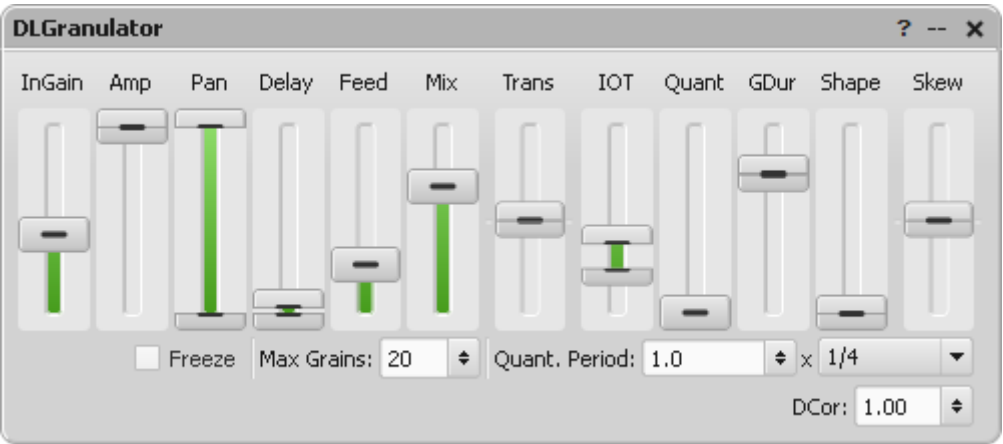 DLGranulator ? -- ×
InGain Amp Pan Delay Feed Mix Trans IOT Quant GDur Shape Skew
Freeze Max Grains: 20 Quant. Period: 1.0 x 1/4
DCor: 1.00